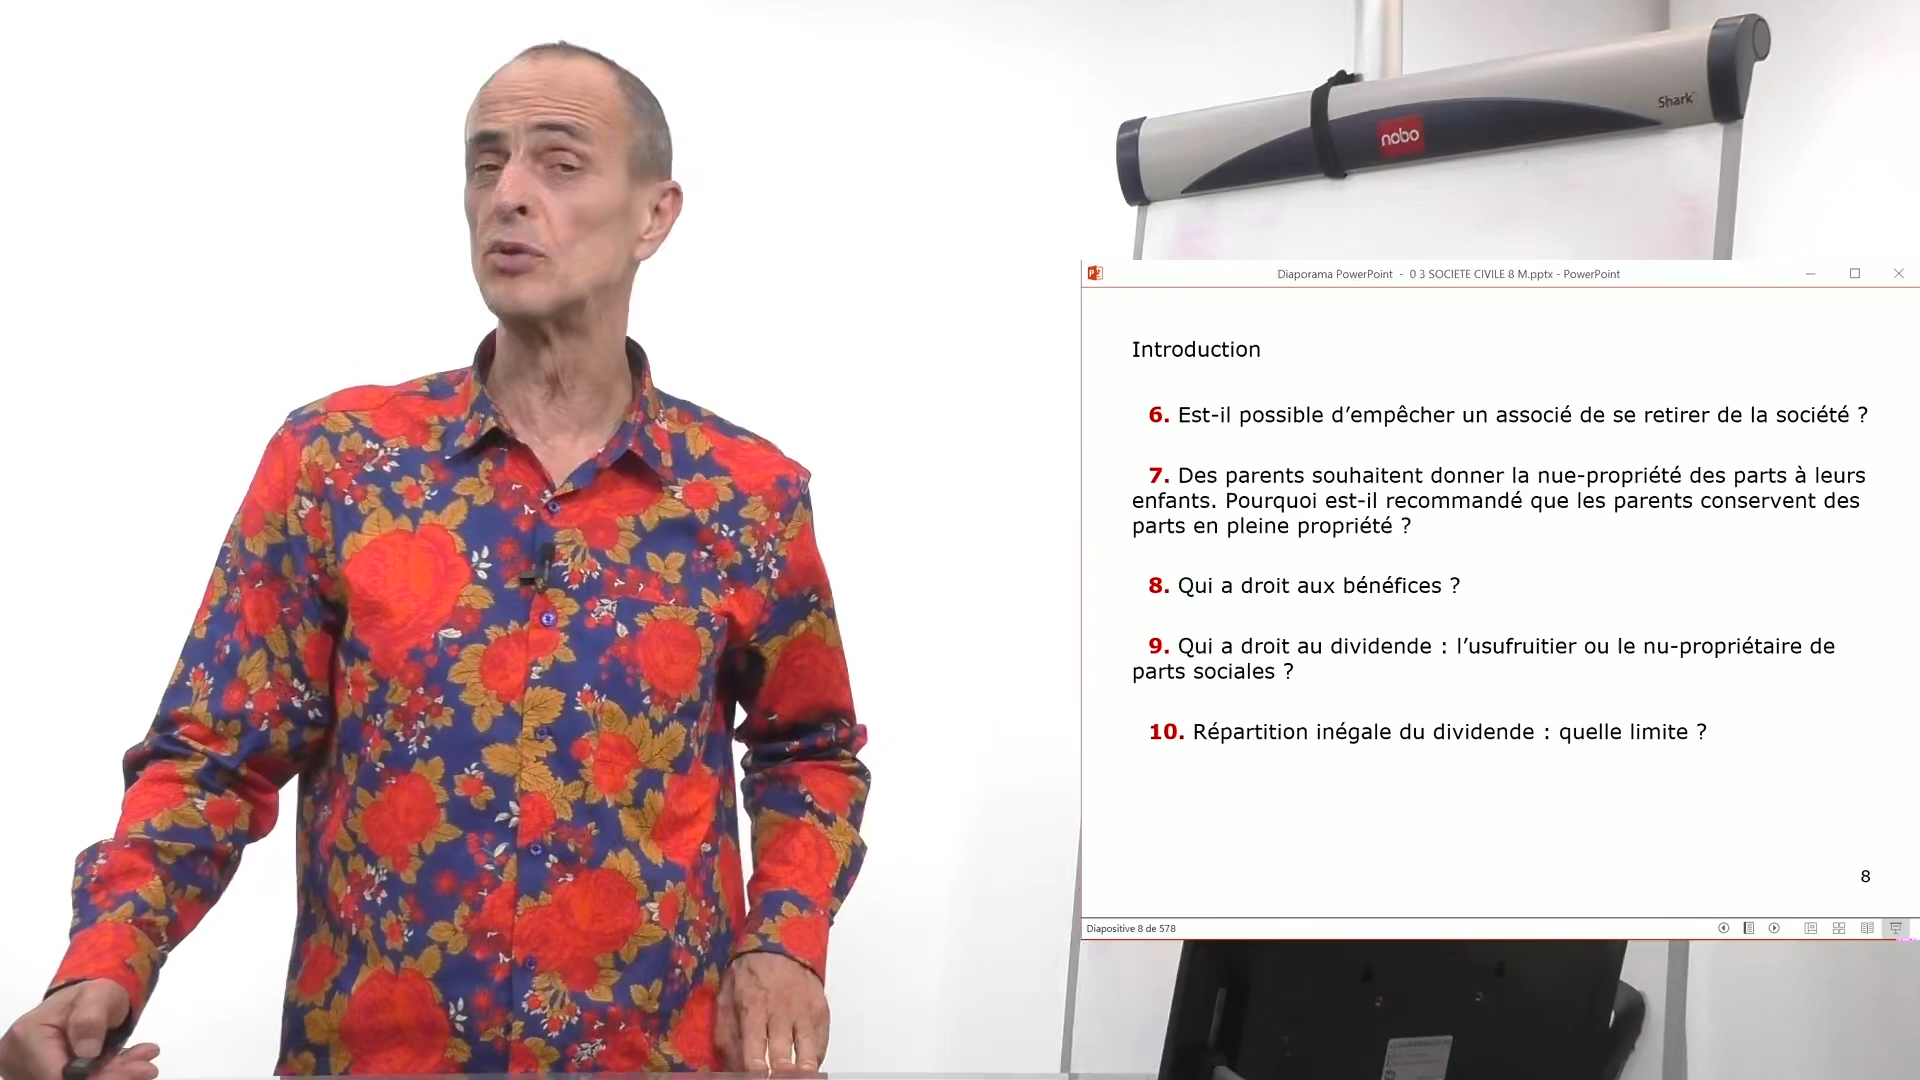 Shark
nobo
Diaporama PowerPoint - 0 3 SOCIETE CIVILE 8 M.pptx - PowerPoint
Introduction
6. Est-il possible d’empêcher un associé de se retirer de la société ?
7. Des parents souhaitent donner la nue-propriété des parts à leurs
enfants. Pourquoi est-il recommandé que les parents conservent des
parts en pleine propriété ?
8. Qui a droit aux bénéfices ?
9. Qui a droit au dividende : l’usufruitier ou le nu-propriétaire de
parts sociales ?
10. Répartition inégale du dividende : quelle limite ?
8
Diapositive 8 de 578